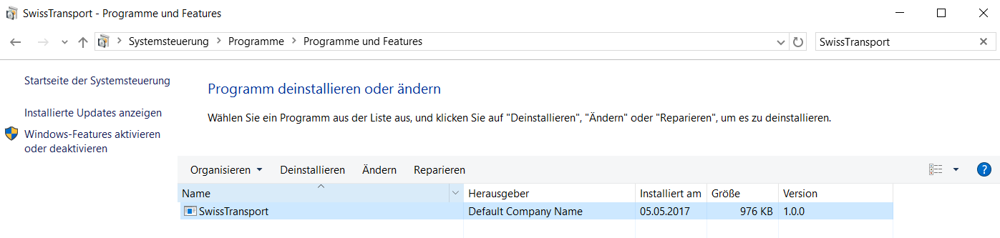 SwissTransport - Programme und Features
Systemsteuerung Programme Programme und Features
SwissTransport
Startseite der Systemsteuerung
Installierte Updates anzeigen
Windows-Features aktivieren
oder deaktivieren
Programm deinstallieren oder ändern
Wählen Sie ein Programm aus der Liste aus, und klicken Sie auf "Deinstallieren", "Ändern" oder "Reparieren", um es zu deinstallieren.
Organisieren Deinstallieren Ändern Reparieren ?
Name Herausgeber Installiert am Größe Version
SwissTransport Default Company Name 05.05.2017 976 KB 1.0.0